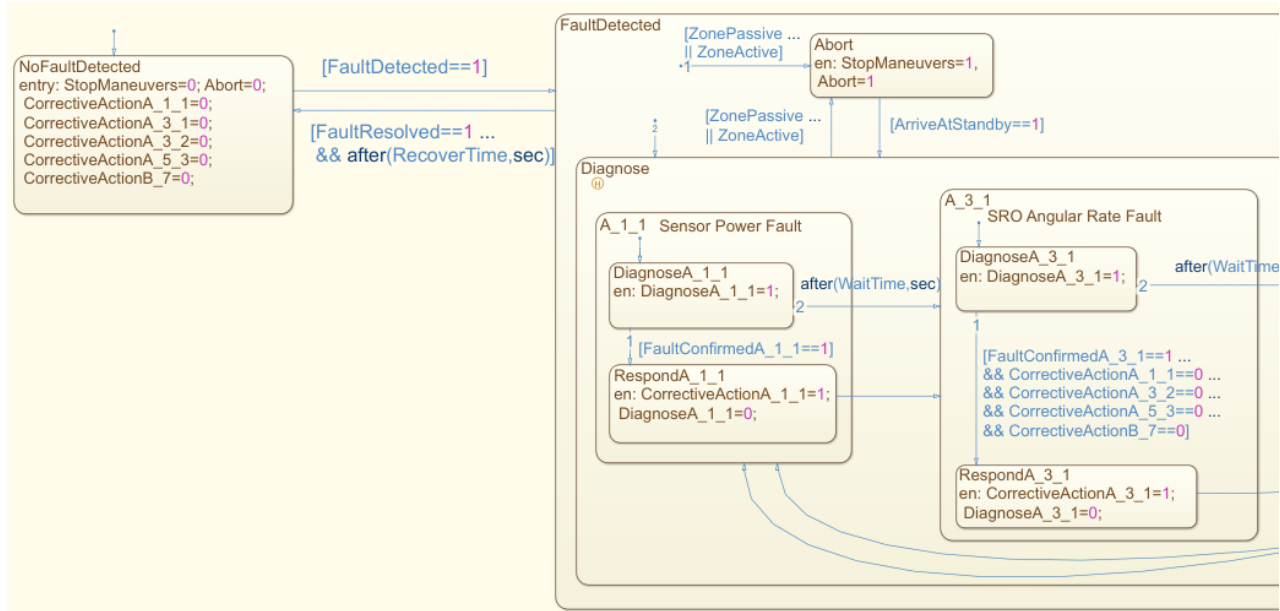 NoFaultDetected
entry: StopManeuvers=0; Abort=0;
CorrectiveActionA_1_1=0;
CorrectiveActionA_3_1=0;
CorrectiveActionA_3_2=0;
CorrectiveActionA_5_3=0;
CorrectiveActionB_7=0;
[FaultDetected==1]
[FaultResolved==1 ...
&& after(RecoverTime,sec)]
FaultDetected
[ZonePassive ...
|| ZoneActive]
1
Abort
en: StopManeuvers=1,
Abort=1
2
[ZonePassive ...
|| ZoneActive]
[ArriveAtStandby==1]
Diagnose
H
A_1_1 Sensor Power Fault
DiagnoseA_1_1
en: DiagnoseA_1_1=1;
after(WaitTime,sec)
2
1
[FaultConfirmedA_1_1==1]
RespondA_1_1
en: CorrectiveActionA_1_1=1;
DiagnoseA_1_1=0;
A_3_1
SRO Angular Rate Fault
DiagnoseA_3_1
en: DiagnoseA_3_1=1;
after(WaitTime
2
1
[FaultConfirmedA_3_1==1 ...
&& CorrectiveActionA_1_1==0 ...
&& CorrectiveActionA_3_2==0 ...
&& CorrectiveActionA_5_3==0 ...
&& CorrectiveActionB_7==0]
RespondA_3_1
en: CorrectiveActionA_3_1=1;
DiagnoseA_3_1=0;